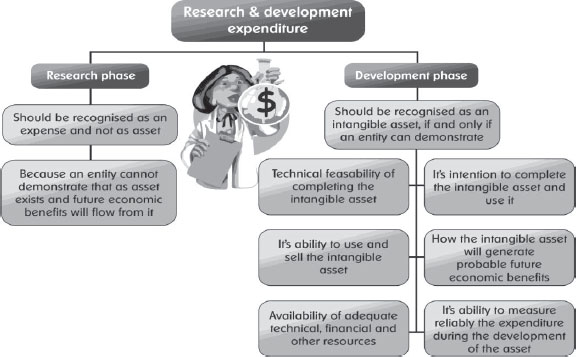 Research & development
expenditure
Research phase
Should be recognised as an
expense and not as asset
Because an entity cannot
demonstrate that as asset
exists and future economic
benefits will flow from it
$
Development phase
Should be recognised as an
intangible asset, if and only if
an entity can demonstrate
Technical feasability of
completing the
intangible asset
It's intention to complete
the intangible asset and
use it
It's ability to use and
sell the intangible
asset
How the intangible asset
will generate
probable future
economic benefits
Availability of adequate
technical, financial and
other resources
It's ability to measure
reliably the expenditure
during the development
of the asset